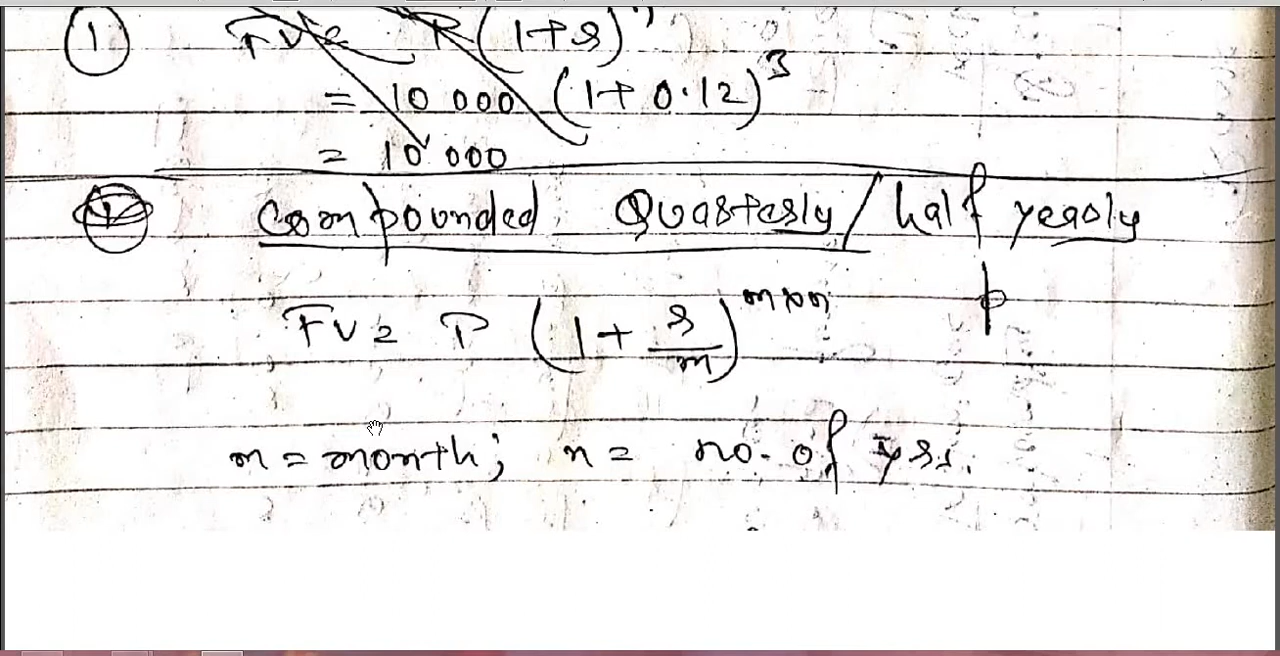 ① FV = P(1+r)^n
= 10 000 (1+ 0.12)^3
= 10 000
Compounded Quarterly/half yearly
FV = P (1+ r/m)^m×n p
m = month; n = no. of yrs.